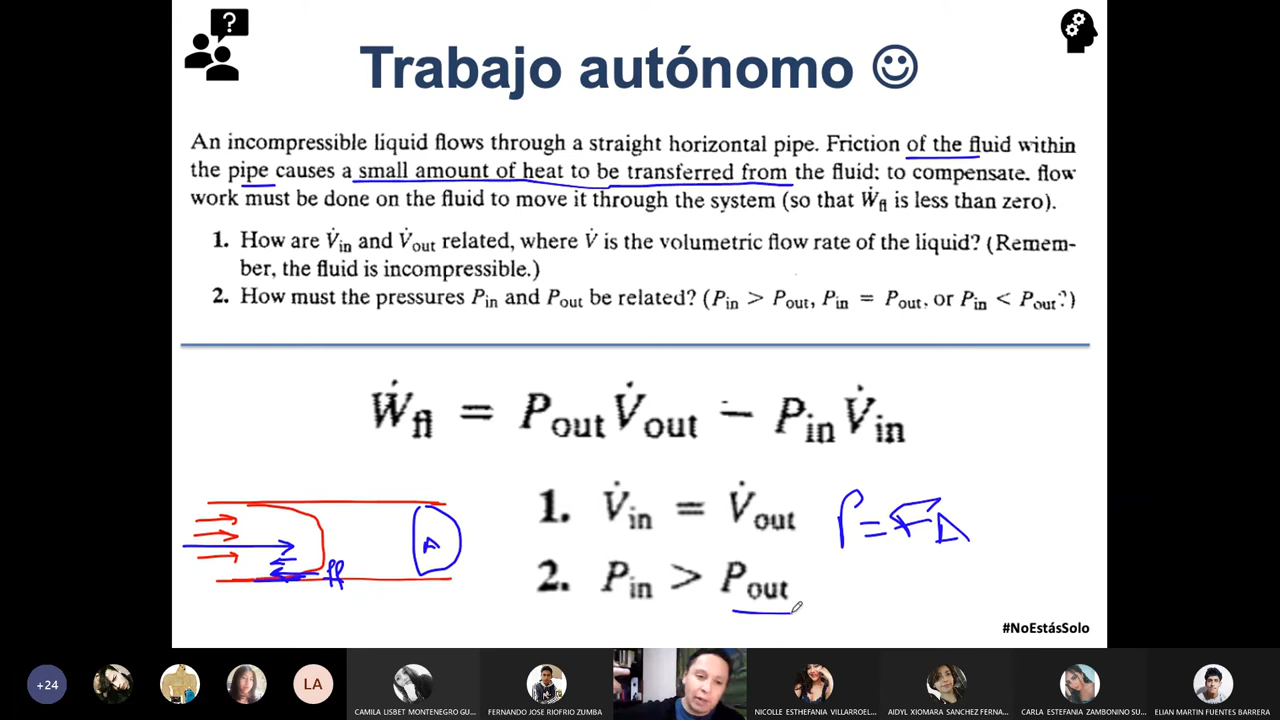 ?
Trabajo autónomo
An incompressible liquid flows through a straight horizontal pipe. Friction of the fluid within
the pipe causes a small amount of heat to be transferred from the fluid; to compensate, flow
work must be done on the fluid to move it through the system (so that Ẇfl is less than zero).
1. How are V̇in and V̇out related, where V̇ is the volumetric flow rate of the liquid? (Remem-
ber, the fluid is incompressible.)
2. How must the pressures Pin and Pout be related? (Pin > Pout, Pin = Pout, or Pin < Pout?)
Ẇfl = PoutV̇out − PinV̇in
1. V̇in = V̇out
2. Pin > Pout
P = FA
A
ff
#NoEstásSolo
+24
LA
CAMILA LISBET MONTENEGRO GU...
FERNANDO JOSE RIOFRIO ZUMBA
NICOLLE ESTHEFANIA VILLARROEL...
AIDYL XIOMARA SANCHEZ FERNA...
CARLA ESTEFANIA ZAMBONINO SU...
ELIAN MARTIN FUENTES BARRERA